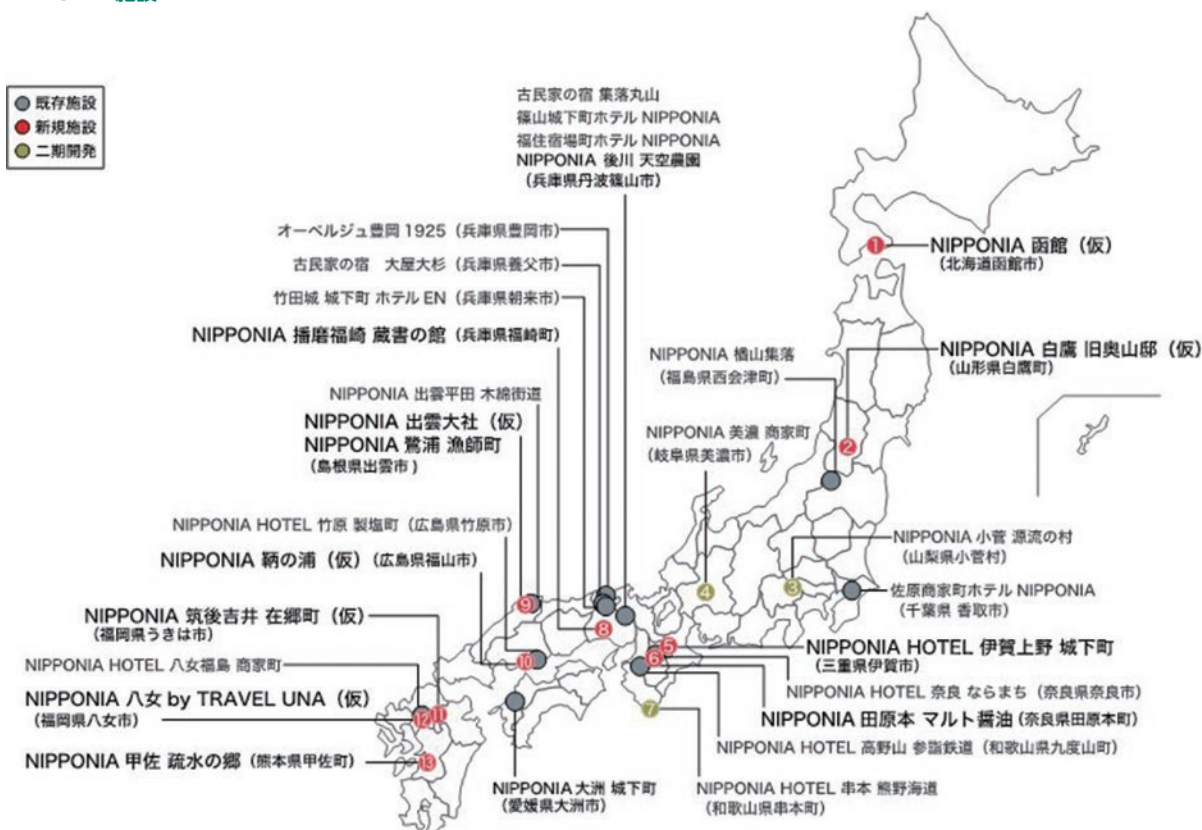 施設
既存施設
新規施設
二期開発
古民家の宿 集落丸山
篠山城下町ホテル NIPPONIA
福住宿場町ホテル NIPPONIA
NIPPONIA 後川 天空農園
(兵庫県丹波篠山市)
オーベルジュ豊岡 1925(兵庫県豊岡市)
古民家の宿 大屋大杉(兵庫県養父市)
竹田城 城下町 ホテル EN(兵庫県朝来市)
NIPPONIA 播磨福崎 蔵書の館(兵庫県福崎町)
NIPPONIA 出雲平田 木綿街道
NIPPONIA 出雲大社(仮)
NIPPONIA 鷺浦 漁師町
(島根県出雲市)
NIPPONIA HOTEL 竹原 製塩町(広島県竹原市)
NIPPONIA 鞆の浦(仮)(広島県福山市)
NIPPONIA 筑後吉井 在郷町(仮)
(福岡県うきは市)
NIPPONIA HOTEL 八女福島 商家町
NIPPONIA 八女 by TRAVEL UNA(仮)
(福岡県八女市)
NIPPONIA 甲佐 疏水の郷(熊本県甲佐町)
NIPPONIA 大洲 城下町
(愛媛県大洲市)
NIPPONIA 函館(仮)
(北海道函館市)
NIPPONIA 白鷹 旧奥山邸(仮)
(山形県白鷹町)
NIPPONIA 楢山集落
(福島県西会津町)
NIPPONIA 美濃 商家町
(岐阜県美濃市)
NIPPONIA 小菅 源流の村
(山梨県小菅村)
佐原商家町ホテル NIPPONIA
(千葉県 香取市)
NIPPONIA HOTEL 伊賀上野 城下町
(三重県伊賀市)
NIPPONIA HOTEL 奈良 ならまち(奈良県奈良市)
NIPPONIA 田原本 マルト醤油(奈良県田原本町)
NIPPONIA HOTEL 高野山 参詣鉄道(和歌山県九度山町)
NIPPONIA HOTEL 串本 熊野海道
(和歌山県串本町)
1
2
3
4
5
6
7
8
9
10
11
12
13